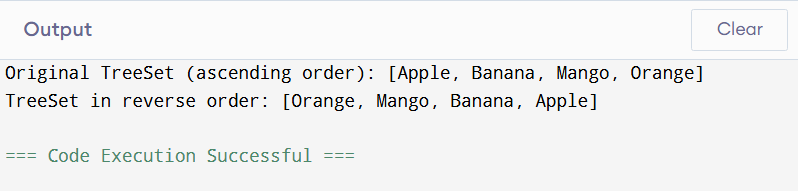 Output
Clear
Original TreeSet (ascending order): [Apple, Banana, Mango, Orange]
TreeSet in reverse order: [Orange, Mango, Banana, Apple]
=== Code Execution Successful ===